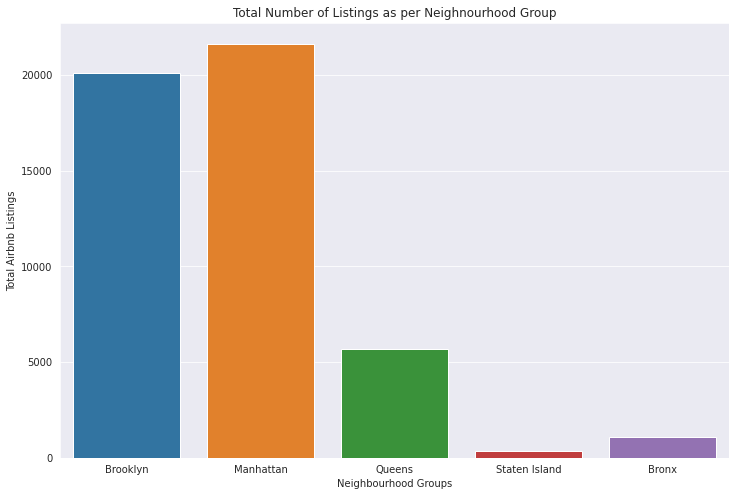 Total Number of Listings as per Neighnourhood Group
Total Airbnb Listings
20000
15000
10000
5000
0
Brooklyn Manhattan Queens Staten Island Bronx
Neighbourhood Groups